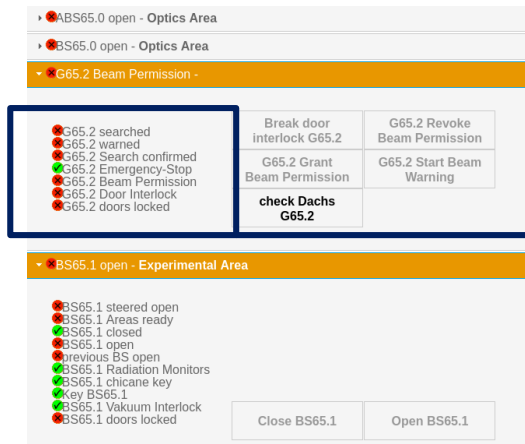 ABS65.0 open - Optics Area
BS65.0 open - Optics Area
G65.2 Beam Permission -
G65.2 searched
G65.2 warned
G65.2 Search confirmed
G65.2 Emergency-Stop
G65.2 Beam Permission
G65.2 Door Interlock
G65.2 doors locked
Break door
interlock G65.2
G65.2 Revoke
Beam Permission
G65.2 Grant
Beam Permission
G65.2 Start Beam
Warning
check Dachs
G65.2
BS65.1 open - Experimental Area
BS65.1 steered open
BS65.1 Areas ready
BS65.1 closed
BS65.1 open
previous BS open
BS65.1 Radiation Monitors
BS65.1 chicane key
Key BS65.1
BS65.1 Vakuum Interlock
BS65.1 doors locked
Close BS65.1
Open BS65.1